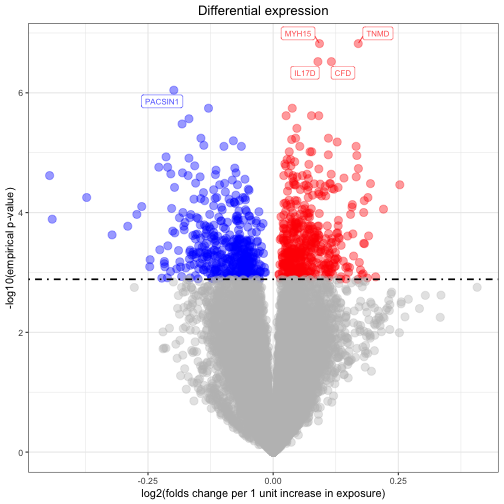 Differential expression
MYH15
TNMD
IL17D
CFD
PACSIN1
6
4
2
0
-log10(empirical p-value)
-0.25
0.00
0.25
log2(folds change per 1 unit increase in exposure)